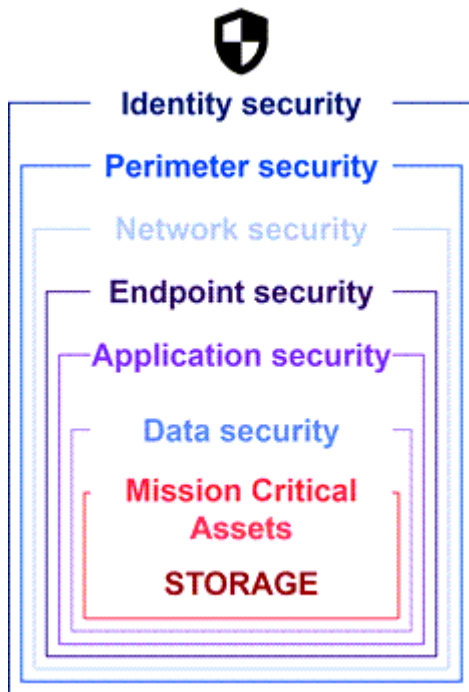 Identity security
Perimeter security
Network security
Endpoint security
Application security
Data security
Mission Critical
Assets
STORAGE